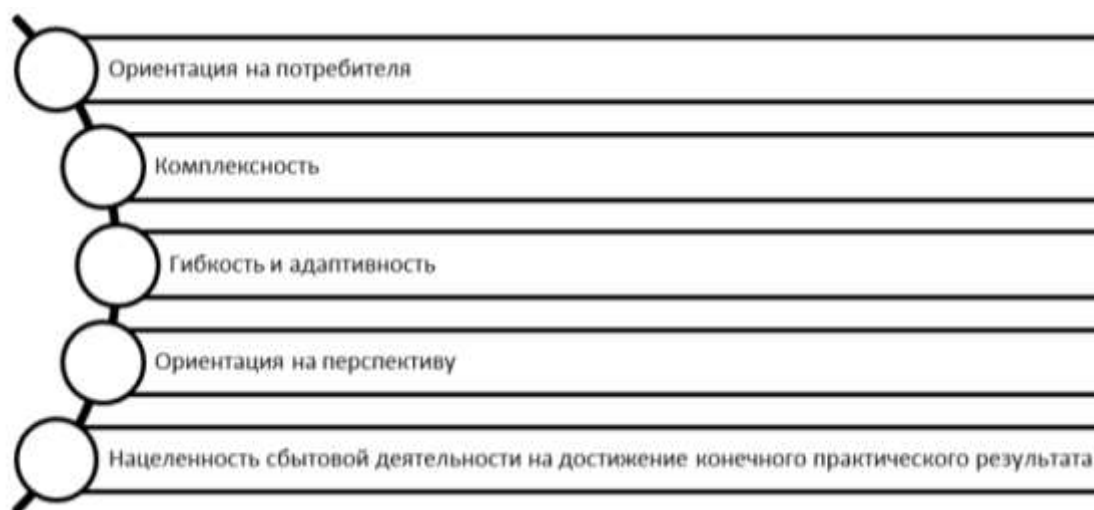 Ориентация на потребителя
Комплексность
Гибкость и адаптивность
Ориентация на перспективу
Нацеленность сбытовой деятельности на достижение конечного практического результата